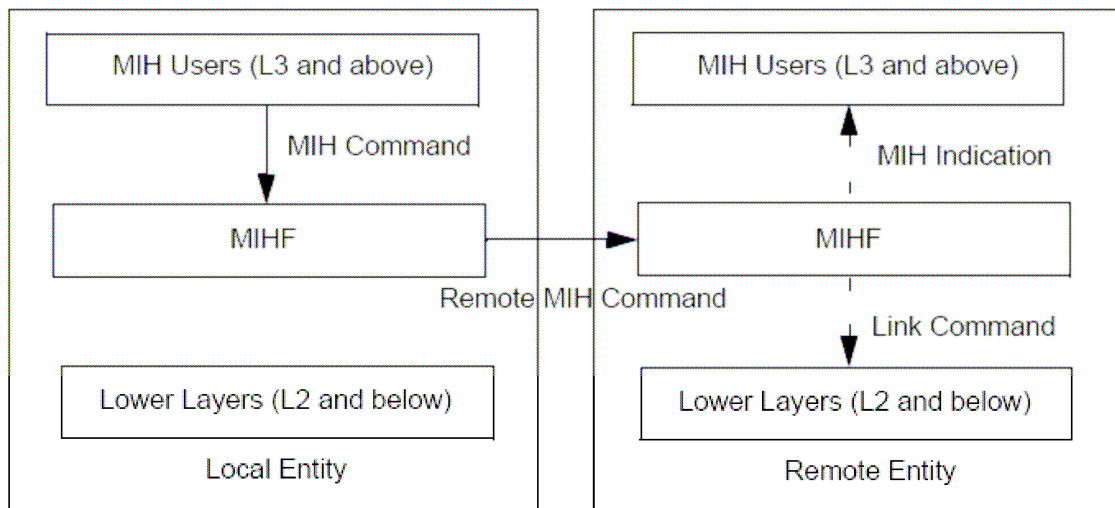 MIH Users (L3 and above)
MIH Command
MIHF
Remote MIH Command
Lower Layers (L2 and below)
Local Entity
MIH Users (L3 and above)
MIH Indication
MIHF
Link Command
Lower Layers (L2 and below)
Remote Entity